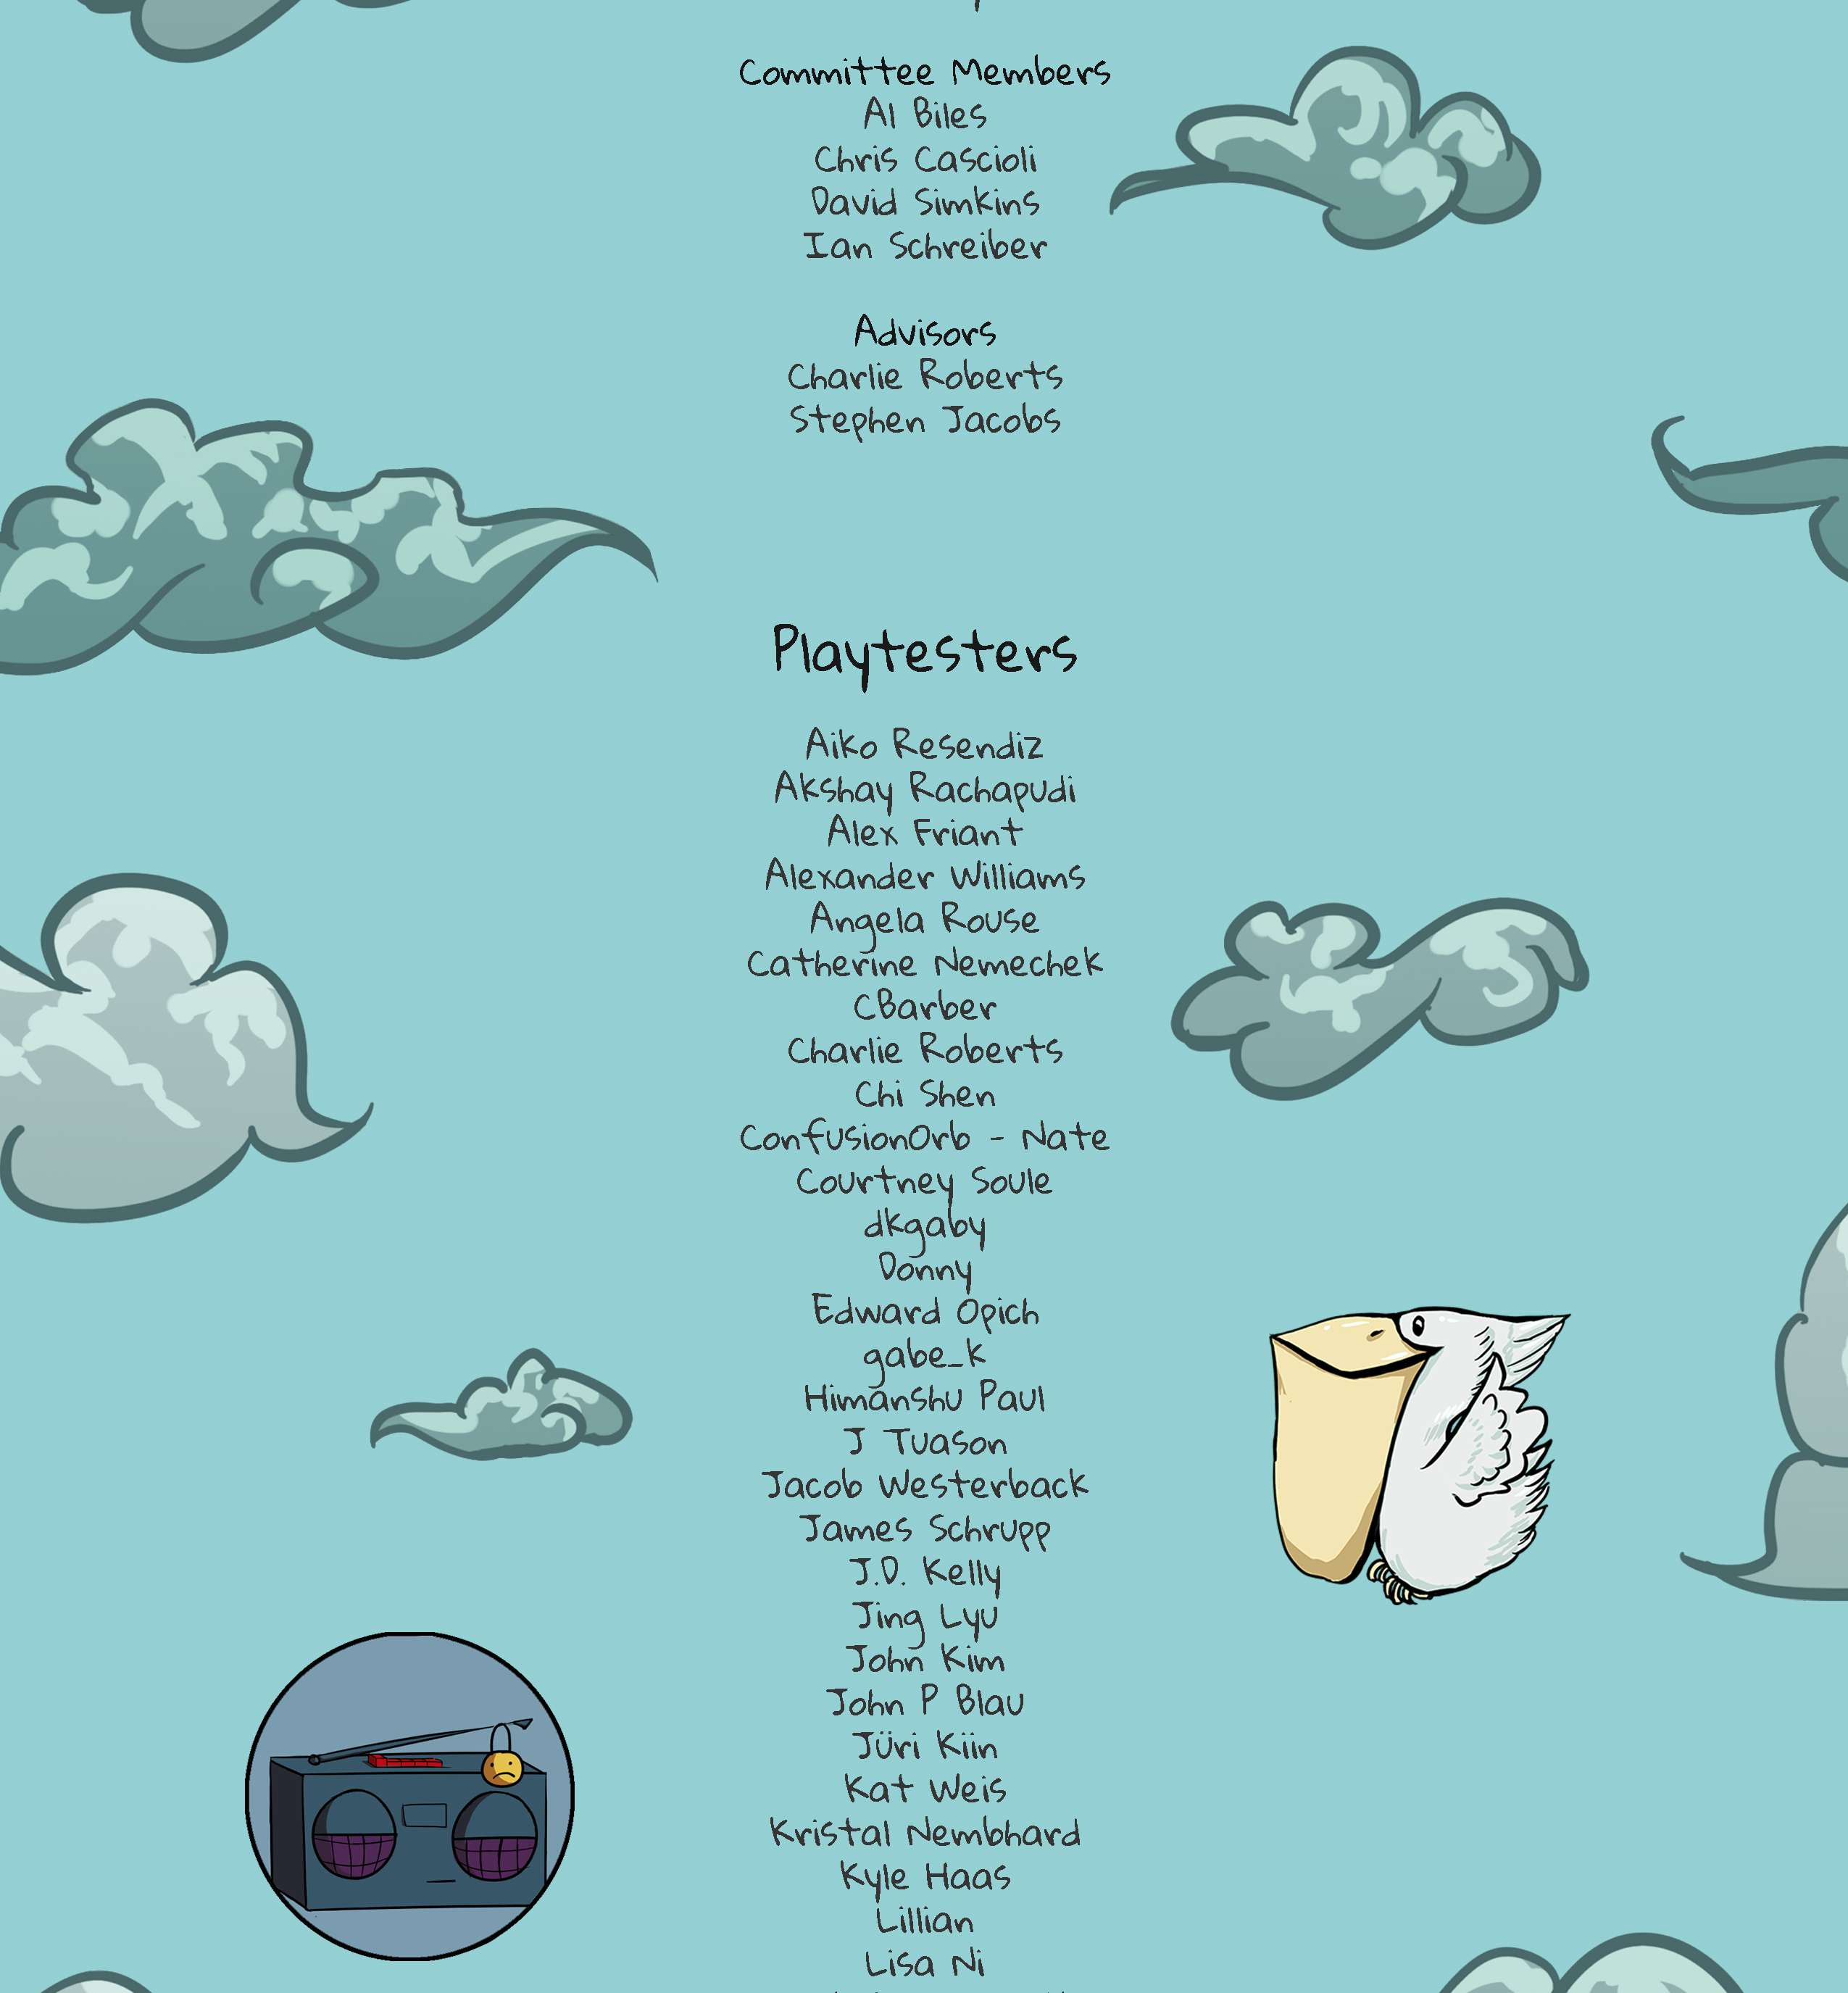 Committee Members
Al Biles
Chris Cascioli
David Simkins
Ian Schreiber
Advisors
Charlie Roberts
Stephen Jacobs
Playtesters
Aiko Resendiz
Akshay Rachapudi
Alex Friant
Alexander Williams
Angela Rouse
Catherine Nemechek
CBarber
Charlie Roberts
Chi Shen
ConfusionOrb - Nate
Courtney Soule
dkgaby
Donny
Edward Opich
gabe_k
Himanshu Paul
J Tuason
Jacob Westerback
James Schrupp
J.D. Kelly
Jing Lyu
John Kim
John P Blau
Jüri Kiin
Kat Weis
Kristal Nembhard
Kyle Haas
Lillian
Lisa Ni